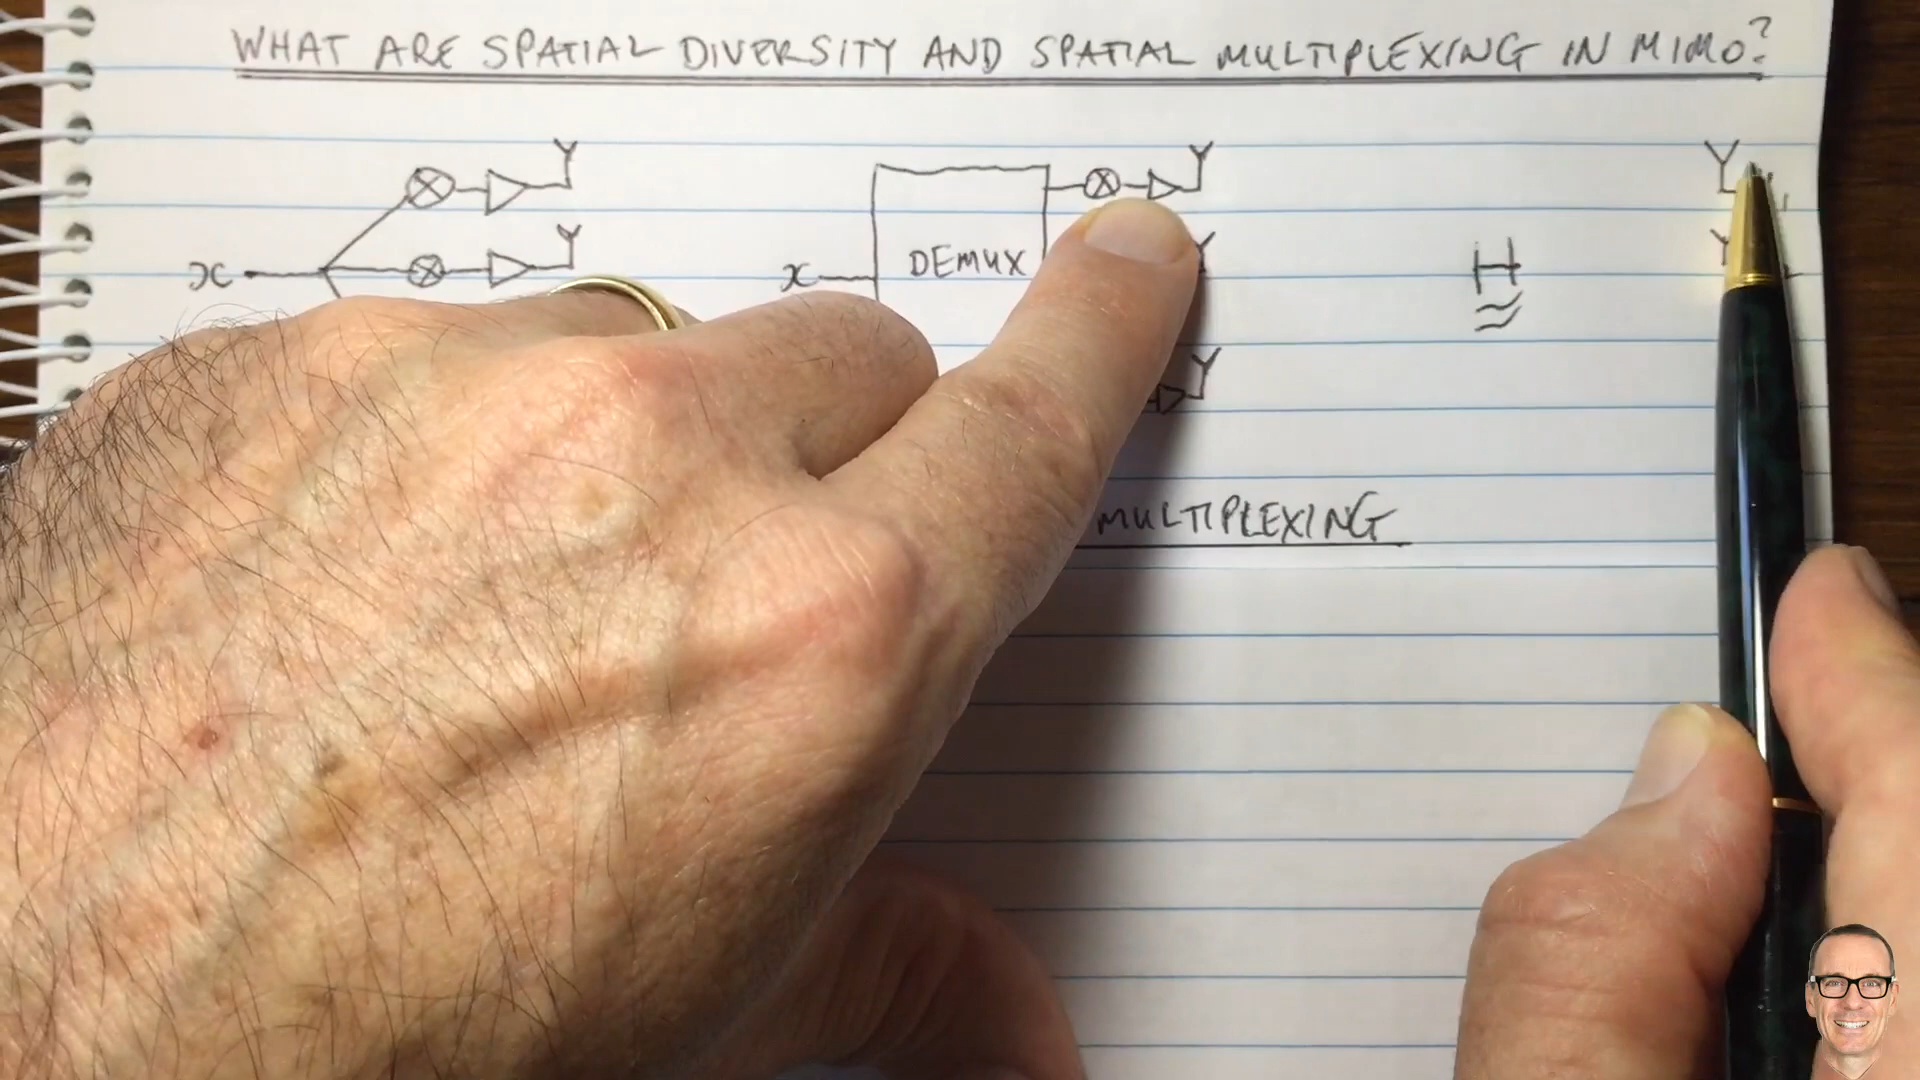 WHAT ARE SPATIAL DIVERSITY AND SPATIAL MULTIPLEXING IN MIMO?
x
x
DEMUX
H
MULTIPLEXING